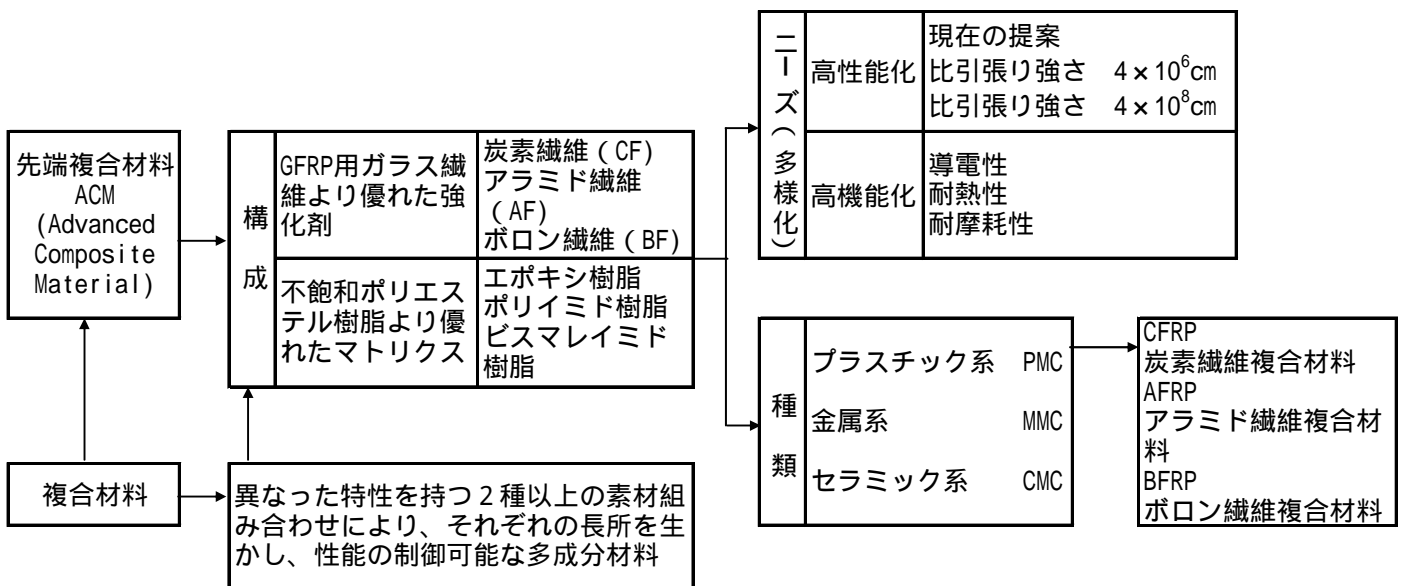 先端複合材料
ACM
(Advanced
Composite
Material)
複合材料
構成
GFRP用ガラス繊
維より優れた強
化剤
炭素繊維（CF)
アラミド繊維
（AF)
ボロン繊維（BF)
不飽和ポリエス
テル樹脂より優
れたマトリクス
エポキシ樹脂
ポリイミド樹脂
ビスマレイミド
樹脂
異なった特性を持つ２種以上の素材組
み合わせにより、それぞれの長所を生
かし、性能の制御可能な多成分材料
ニーズ（多様化）
高性能化
現在の提案
比引張り強さ　4×10⁶cm
比引張り強さ　4×10⁸cm
高機能化
導電性
耐熱性
耐摩耗性
種類
プラスチック系　PMC
金属系　MMC
セラミック系　CMC
CFRP
炭素繊維複合材料
AFRP
アラミド繊維複合材
料
BFRP
ボロン繊維複合材料